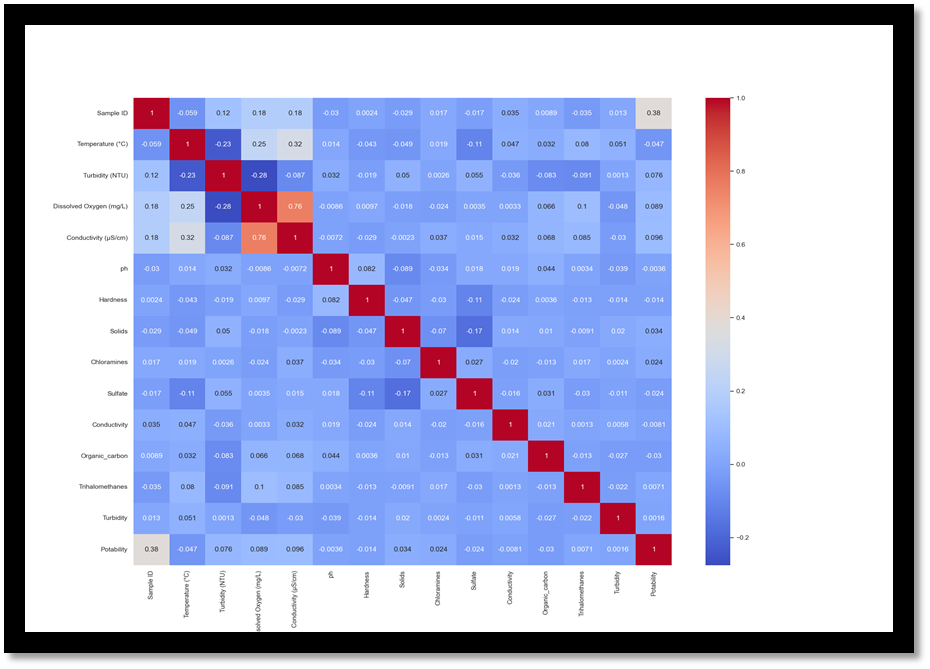 Sample ID 1 -0.059 0.12 0.18 0.18 -0.03 0.0024 -0.029 0.017 -0.017 0.035 0.0089 -0.035 0.013 0.38
Temperature (°C) -0.059 1 -0.23 0.25 0.32 0.014 -0.043 -0.049 0.019 -0.11 0.047 0.032 0.08 0.051 -0.047
Turbidity (NTU) 0.12 -0.23 1 -0.28 -0.087 0.032 -0.019 0.05 0.0026 0.055 -0.036 -0.083 -0.091 0.0013 0.076
Dissolved Oxygen (mg/L) 0.18 0.25 -0.28 1 0.76 -0.0086 0.0097 -0.018 -0.024 0.0035 0.0033 0.066 0.1 -0.048 0.089
Conductivity (µS/cm) 0.18 0.32 -0.087 0.76 1 -0.0072 -0.029 -0.0023 0.037 0.015 0.032 0.068 0.085 -0.03 0.096
ph -0.03 0.014 0.032 -0.0086 -0.0072 1 0.082 -0.089 -0.034 0.018 0.019 0.044 0.0034 -0.039 -0.0036
Hardness 0.0024 -0.043 -0.019 0.0097 -0.029 0.082 1 -0.047 -0.03 -0.11 -0.024 0.0036 -0.013 -0.014 -0.014
Solids -0.029 -0.049 0.05 -0.018 -0.0023 -0.089 -0.047 1 -0.07 -0.17 0.014 0.01 -0.0091 0.02 0.034
Chloramines 0.017 0.019 0.0026 -0.024 0.037 -0.034 -0.03 -0.07 1 0.027 -0.02 -0.013 0.017 0.0024 0.024
Sulfate -0.017 -0.11 0.055 0.0035 0.015 0.018 -0.11 -0.17 0.027 1 -0.016 0.031 -0.03 -0.011 -0.024
Conductivity 0.035 0.047 -0.036 0.0033 0.032 0.019 -0.024 0.014 -0.02 -0.016 1 0.021 0.0013 0.0058 -0.0081
Organic_carbon 0.0089 0.032 -0.083 0.066 0.068 0.044 0.0036 0.01 -0.013 0.031 0.021 1 -0.013 -0.027 -0.03
Trihalomethanes -0.035 0.08 -0.091 0.1 0.085 0.0034 -0.013 -0.0091 0.017 -0.03 0.0013 -0.013 1 -0.022 0.0071
Turbidity 0.013 0.051 0.0013 -0.048 -0.03 -0.039 -0.014 0.02 0.0024 -0.011 0.0058 -0.027 -0.022 1 0.0016
Potability 0.38 -0.047 0.076 0.089 0.096 -0.0036 -0.014 0.034 0.024 -0.024 -0.0081 -0.03 0.0071 0.0016 1
Sample ID
Temperature (°C)
Turbidity (NTU)
solved Oxygen (mg/L)
Conductivity (µS/cm)
ph
Hardness
Solids
Chloramines
Sulfate
Conductivity
Organic_carbon
Trihalomethanes
Turbidity
Potability
1.0
0.8
0.6
0.4
0.2
0.0
-0.2